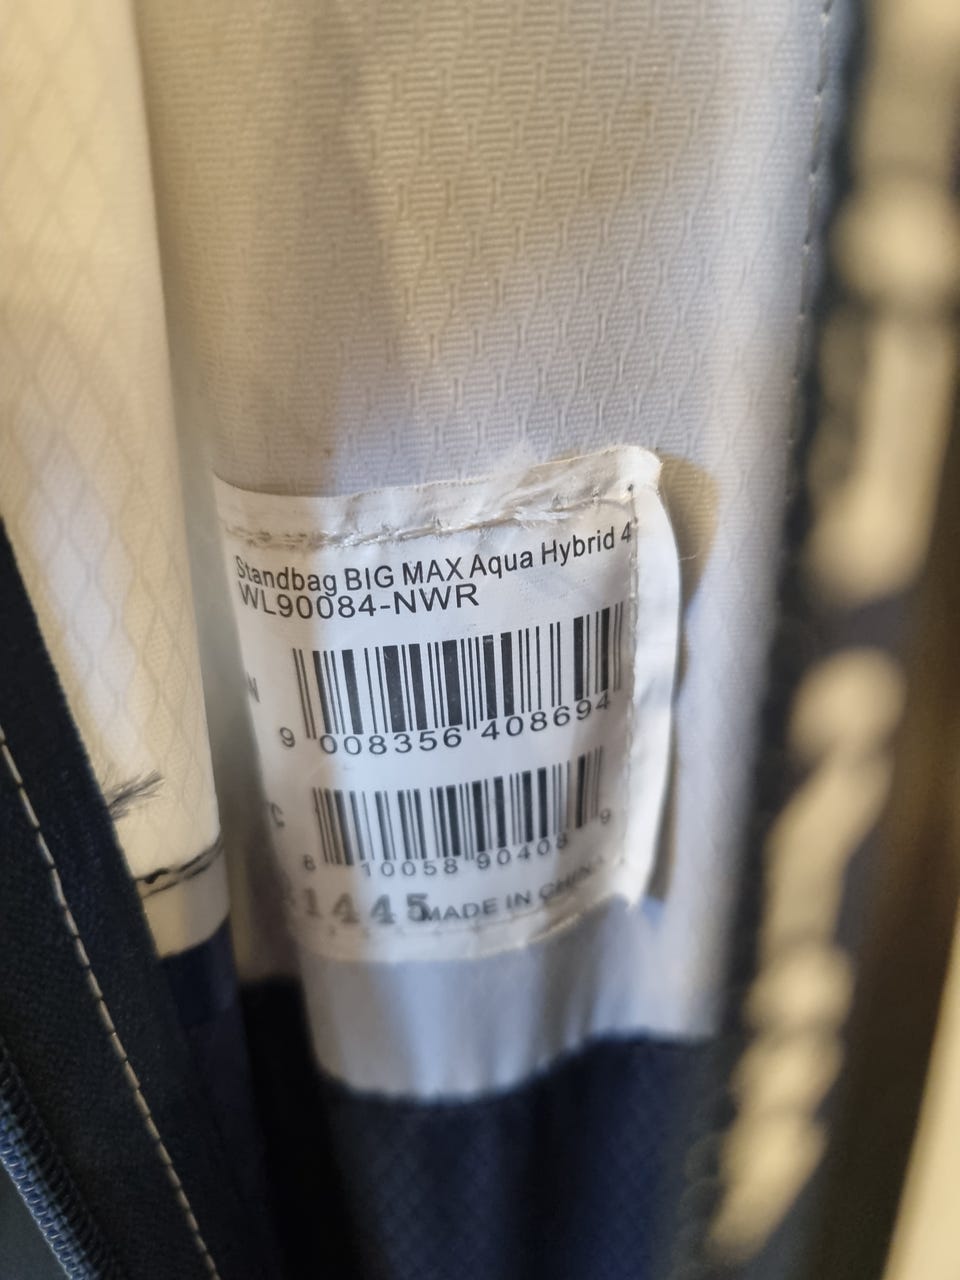 Standbag BIG MAX Aqua Hybrid 4
WL90084-NWR
9 008356 408694
8 10058 90408 9
1445
MADE IN CHINA